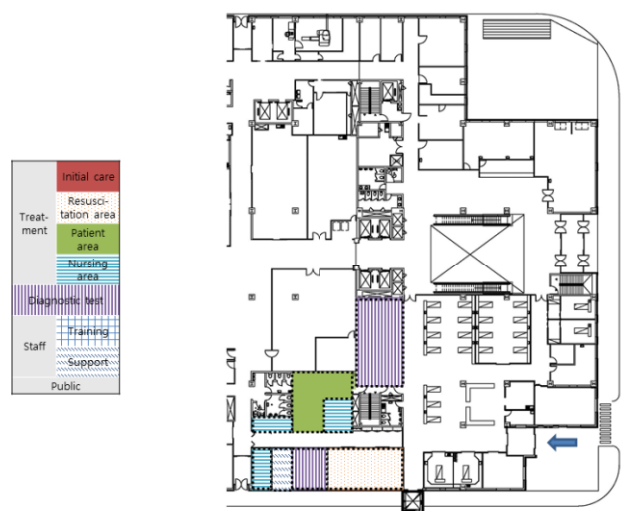 Initial care
Treat-
ment
Resusci-
tation area
Patient
area
Nursing
area
Diagnostic test
Staff
Training
Support
Public